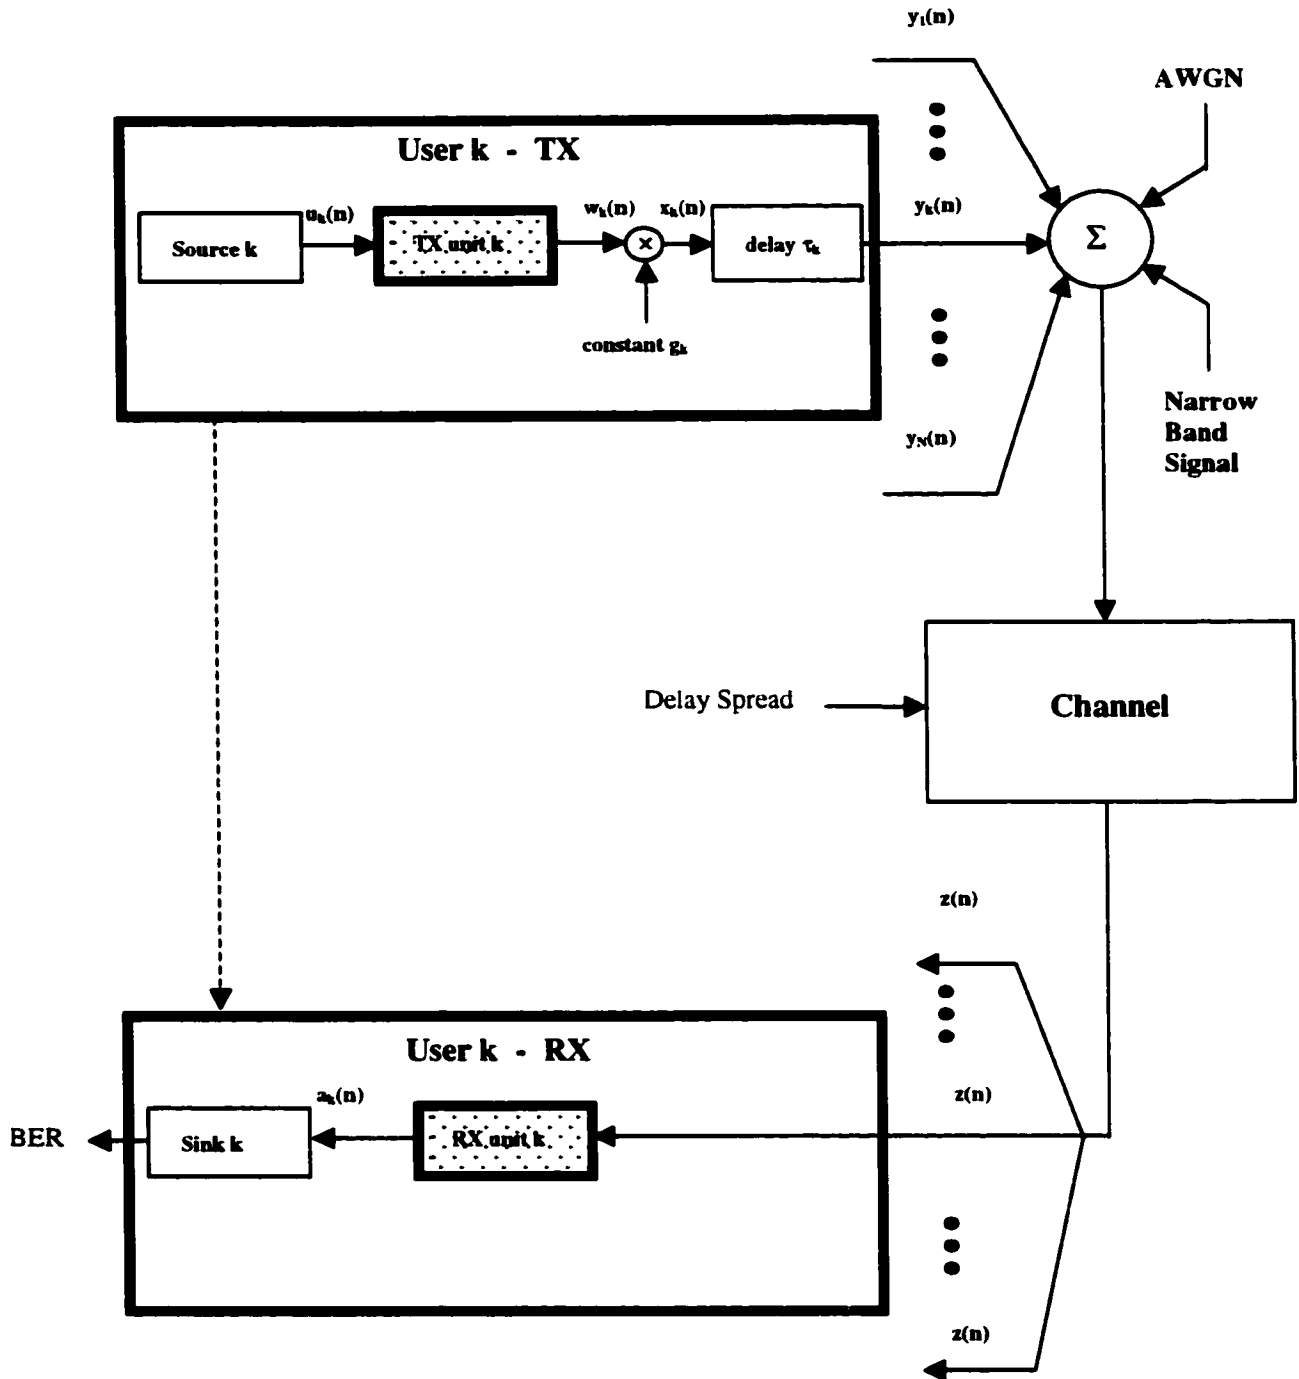 y₁(n)
AWGN
User k - TX
uₖ(n)
wₖ(n)
xₖ(n)
yₖ(n)
Source k
TX unit k
×
delay τₖ
Σ
constant gₖ
Narrow
Band
Signal
y_N(n)
Delay Spread
Channel
z(n)
User k - RX
aₖ(n)
z(n)
BER
Sink k
RX unit k
z(n)